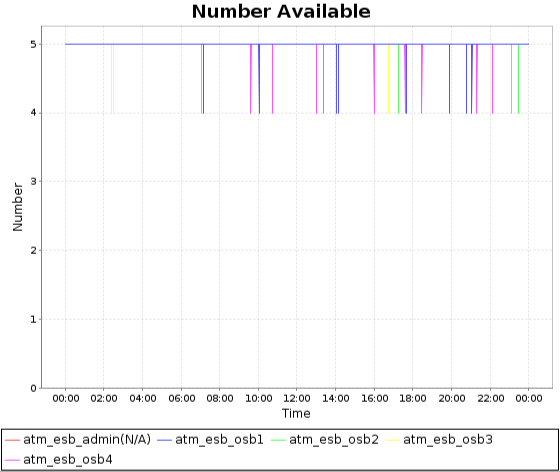 Number Available
5
4
3
2
1
0
Number
00:00 02:00 04:00 06:00 08:00 10:00 12:00 14:00 16:00 18:00 20:00 22:00 00:00
Time
atm_esb_admin(N/A) atm_esb_osb1 atm_esb_osb2 atm_esb_osb3
atm_esb_osb4